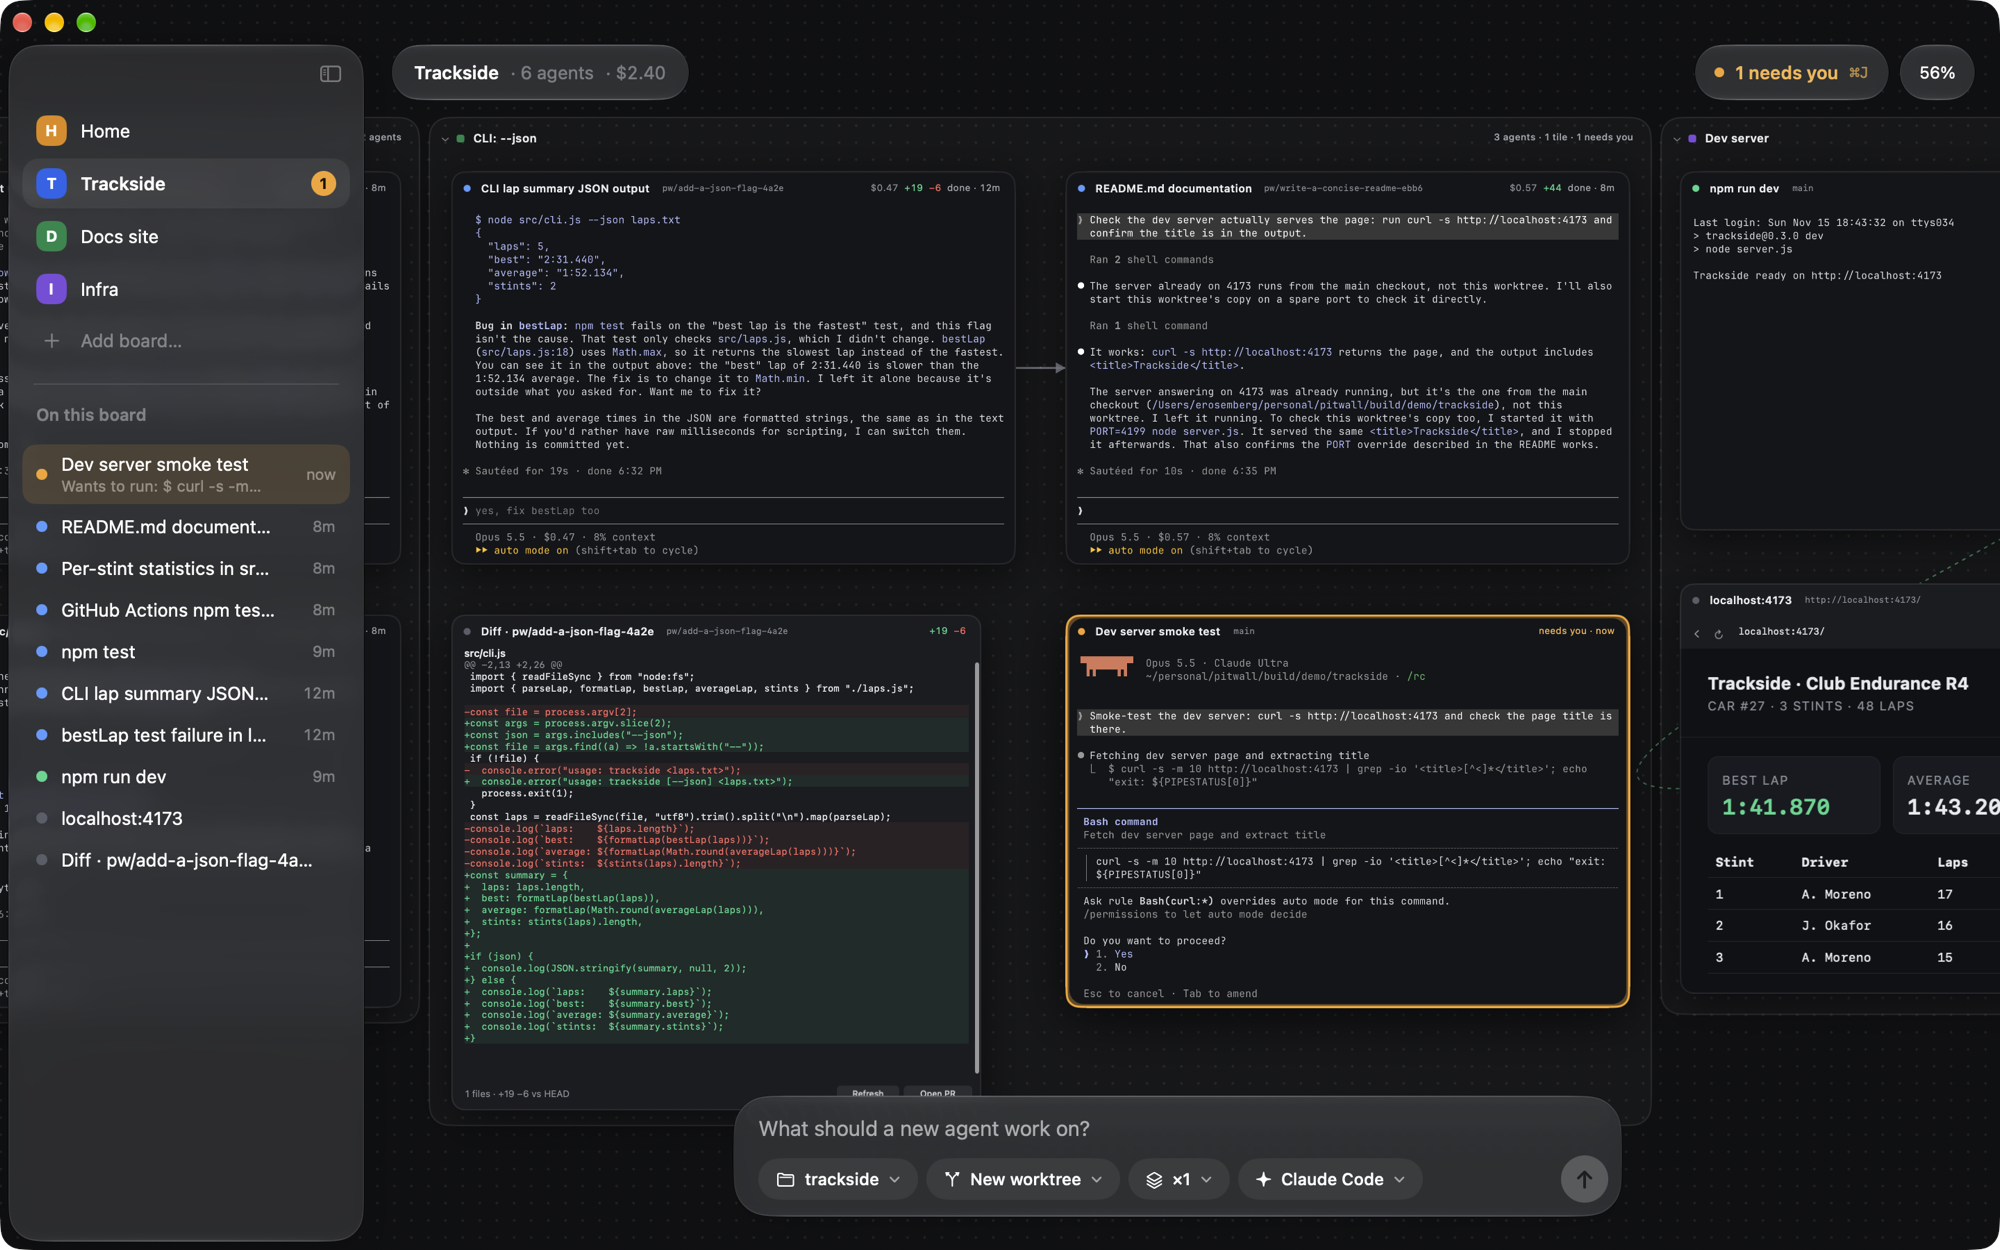 Trackside · 6 agents · $2.40
1 needs you ⌘J
56%
H Home
T Trackside 1
D Docs site
I Infra
Add board...
On this board
Dev server smoke test
Wants to run: $ curl -s -m...
now
README.md document... 8m
Per-stint statistics in sr... 8m
GitHub Actions npm tes... 8m
npm test 9m
CLI lap summary JSON... 12m
bestLap test failure in l... 12m
npm run dev 9m
localhost:4173
Diff · pw/add-a-json-flag-4a...
agents
· 8m
· 8m
CLI: --json
3 agents · 1 tile · 1 needs you
CLI lap summary JSON output pw/add-a-json-flag-4a2e $0.47 +19 −6 done · 12m
$ node src/cli.js --json laps.txt
{
"laps": 5,
"best": "2:31.440",
"average": "1:52.134",
"stints": 2
}
Bug in bestLap: npm test fails on the "best lap is the fastest" test, and this flag
isn't the cause. That test only checks src/laps.js, which I didn't change. bestLap
(src/laps.js:18) uses Math.max, so it returns the slowest lap instead of the fastest.
You can see it in the output above: the "best" lap of 2:31.440 is slower than the
1:52.134 average. The fix is to change it to Math.min. I left it alone because it's
outside what you asked for. Want me to fix it?
The best and average times in the JSON are formatted strings, the same as in the text
output. If you'd rather have raw milliseconds for scripting, I can switch them.
Nothing is committed yet.
✻ Sautéed for 19s · done 6:32 PM
❯ yes, fix bestLap too
Opus 5.5 · $0.47 · 8% context
▸▸ auto mode on (shift+tab to cycle)
README.md documentation pw/write-a-concise-readme-ebb6 $0.57 +44 done · 8m
❯ Check the dev server actually serves the page: run curl -s http://localhost:4173 and
confirm the title is in the output.
Ran 2 shell commands
The server already on 4173 runs from the main checkout, not this worktree. I'll also
start this worktree's copy on a spare port to check it directly.
Ran 1 shell command
It works: curl -s http://localhost:4173 returns the page, and the output includes
<title>Trackside</title>.
The server answering on 4173 was already running, but it's the one from the main
checkout (/Users/erosemberg/personal/pitwall/build/demo/trackside), not this
worktree. I left it running. To check this worktree's copy too, I started it with
PORT=4199 node server.js. It served the same <title>Trackside</title>, and I stopped
it afterwards. That also confirms the PORT override described in the README works.
✻ Sautéed for 10s · done 6:35 PM
❯
Opus 5.5 · $0.57 · 8% context
▸▸ auto mode on (shift+tab to cycle)
Diff · pw/add-a-json-flag-4a2e pw/add-a-json-flag-4a2e +19 −6
src/cli.js
@@ -2,13 +2,26 @@
import { readFileSync } from "node:fs";
import { parseLap, formatLap, bestLap, averageLap, stints } from "./laps.js";
-const file = process.argv[2];
+const args = process.argv.slice(2);
+const json = args.includes("--json");
+const file = args.find((a) => !a.startsWith("--"));
if (!file) {
- console.error("usage: trackside <laps.txt>");
+ console.error("usage: trackside [--json] <laps.txt>");
process.exit(1);
}
const laps = readFileSync(file, "utf8").trim().split("\n").map(parseLap);
-console.log(`laps: ${laps.length}`);
-console.log(`best: ${formatLap(bestLap(laps))}`);
-console.log(`average: ${formatLap(Math.round(averageLap(laps)))}`);
-console.log(`stints: ${stints(laps).length}`);
+const summary = {
+ laps: laps.length,
+ best: formatLap(bestLap(laps)),
+ average: formatLap(Math.round(averageLap(laps))),
+ stints: stints(laps).length,
+};
+
+if (json) {
+ console.log(JSON.stringify(summary, null, 2));
+} else {
+ console.log(`laps: ${summary.laps}`);
+ console.log(`best: ${summary.best}`);
+ console.log(`average: ${summary.average}`);
+ console.log(`stints: ${summary.stints}`);
+}
1 files · +19 −6 vs HEAD
Refresh Open PR
Dev server smoke test main needs you · now
Opus 5.5 · Claude Ultra
~/personal/pitwall/build/demo/trackside · /rc
❯ Smoke-test the dev server: curl -s http://localhost:4173 and check the page title is
there.
Fetching dev server page and extracting title
$ curl -s -m 10 http://localhost:4173 | grep -io '<title>[^<]*</title>'; echo
"exit: ${PIPESTATUS[0]}"
Bash command
Fetch dev server page and extract title
curl -s -m 10 http://localhost:4173 | grep -io '<title>[^<]*</title>'; echo "exit:
${PIPESTATUS[0]}"
Ask rule Bash(curl:*) overrides auto mode for this command.
/permissions to let auto mode decide
Do you want to proceed?
❯ 1. Yes
2. No
Esc to cancel · Tab to amend
Dev server
npm run dev main
Last login: Sun Nov 15 18:43:32 on ttys034
> trackside@0.3.0 dev
> node server.js
Trackside ready on http://localhost:4173
localhost:4173 http://localhost:4173/
localhost:4173/
Trackside · Club Endurance R4
CAR #27 · 3 STINTS · 48 LAPS
BEST LAP
1:41.870
AVERAGE
1:43.20
Stint Driver Laps
1 A. Moreno 17
2 J. Okafor 16
3 A. Moreno 15
What should a new agent work on?
trackside New worktree ×1 Claude Code